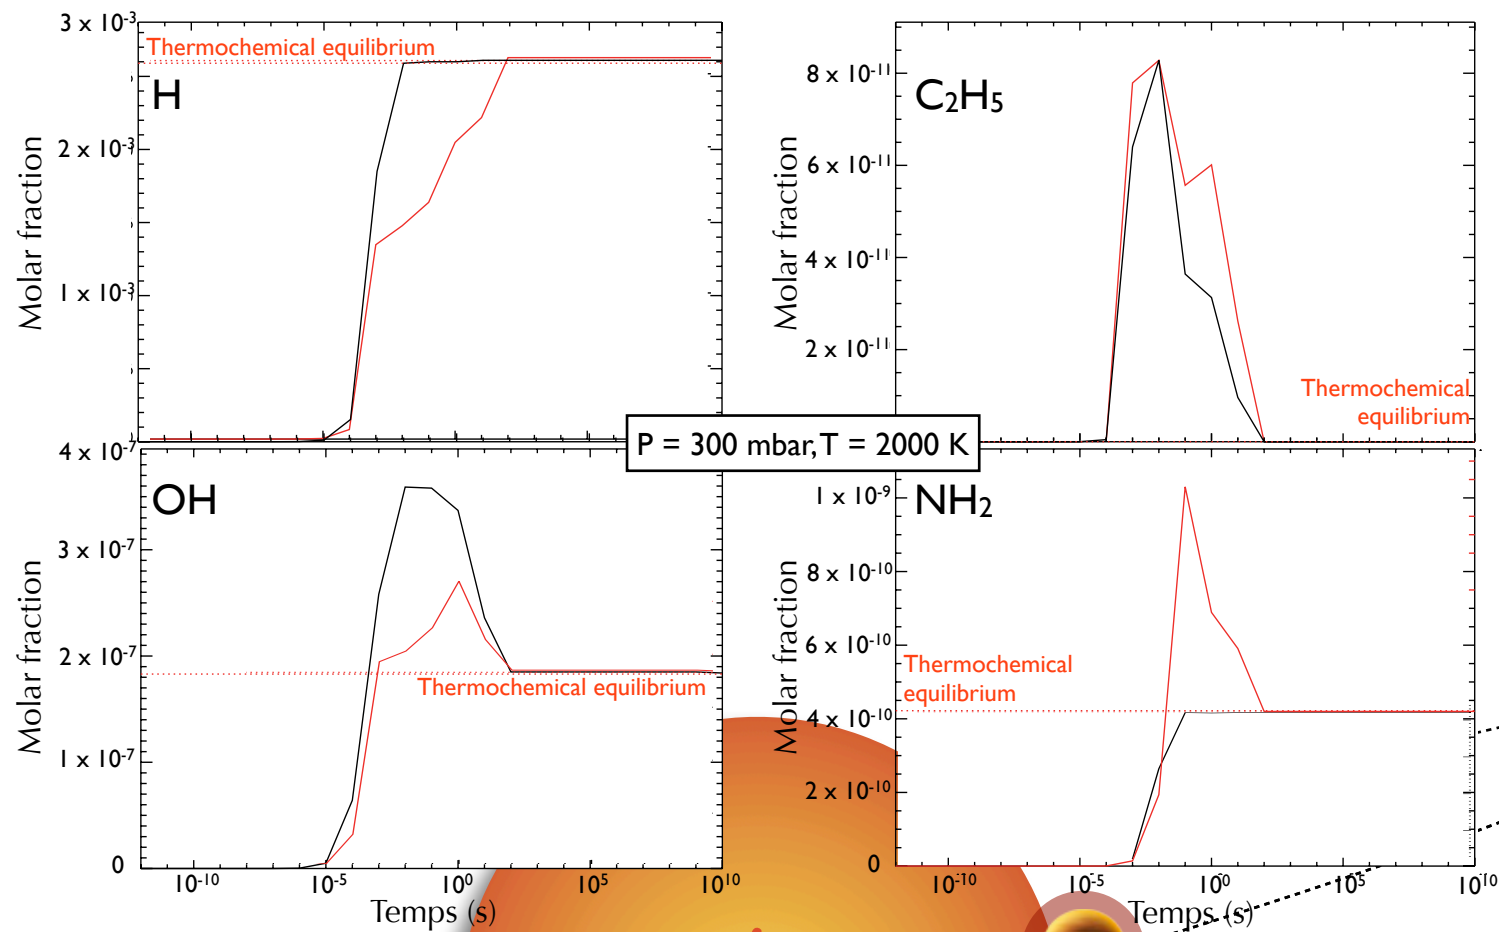 3 x 10-3
Thermochemical equilibrium
H
2 x 10-3
1 x 10-3
Molar fraction
C2H5
8 x 10-11
6 x 10-11
4 x 10-11
2 x 10-11
Molar fraction
Thermochemical
equilibrium
P = 300 mbar, T = 2000 K
4 x 10-7
OH
3 x 10-7
2 x 10-7
1 x 10-7
0
Molar fraction
Thermochemical equilibrium
10-10 10-5 100 105 1010
Temps (s)
NH2
1 x 10-9
8 x 10-10
6 x 10-10
4 x 10-10
2 x 10-10
0
Molar fraction
Thermochemical
equilibrium
10-10 10-5 100 105 1010
Temps (s)